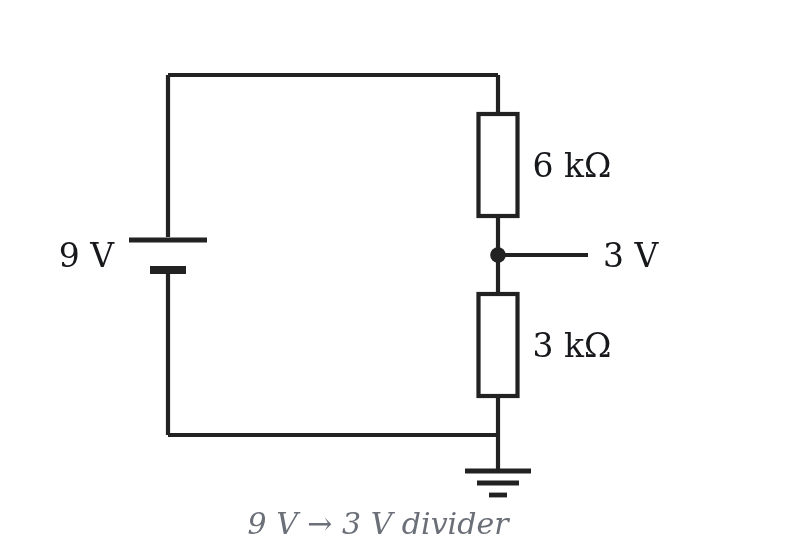 6 kΩ
9 V
3 V
3 kΩ
9 V → 3 V divider